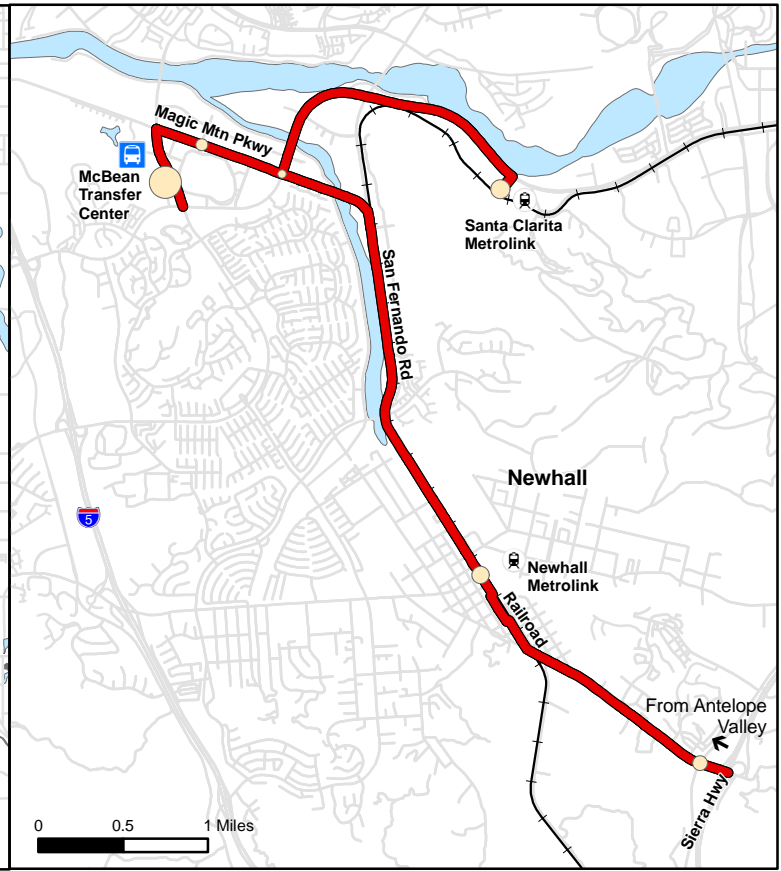 Magic Mtn Pkwy
McBean
Transfer
Center
Santa Clarita
Metrolink
San Fernando Rd
Newhall
5
Newhall
Metrolink
Railroad
From Antelope
Valley
Sierra Hwy
0 0.5 1 Miles